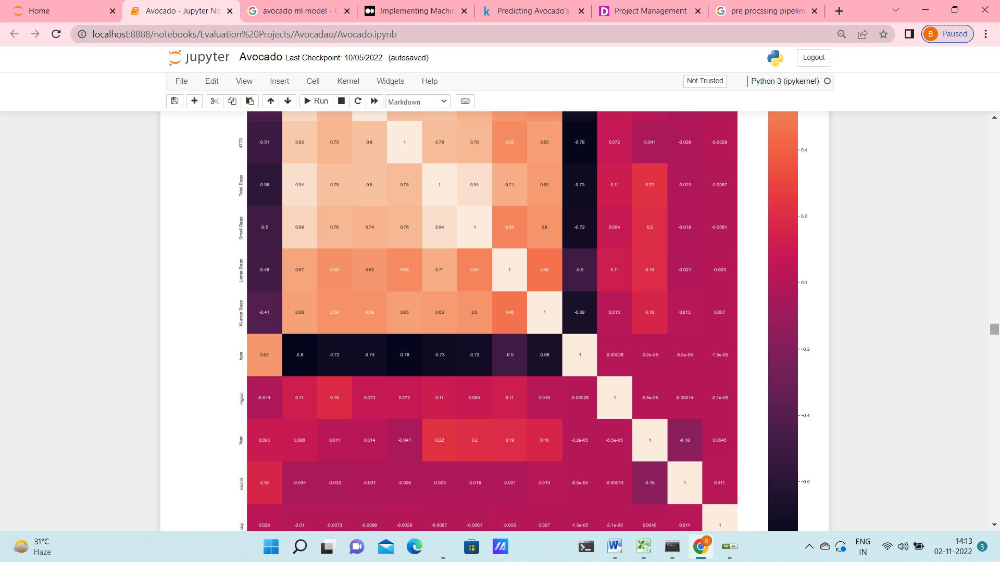 Home
Avocado - Jupyter No
avocado ml model - G
Implementing Machin
Predicting Avocado's
Project Management
pre procssing pipeline
localhost:8888/notebooks/Evaluation%20Projects/Avocadao/Avocado.ipynb
B Paused
jupyter Avocado Last Checkpoint: 10/05/2022 (autosaved)
Logout
File Edit View Insert Cell Kernel Widgets Help
Not Trusted
Python 3 (ipykernel)
Run
Markdown
4770 -0.51 0.83 0.75 0.8 1 0.78 0.76 0.56 0.65 -0.78 0.072 -0.041 -0.026 -0.0028
Total Bags -0.58 0.94 0.79 0.8 0.78 1 0.94 0.71 0.63 -0.73 0.11 0.22 -0.023 -0.0087
Small Bags -0.5 0.89 0.76 0.74 0.76 0.94 1 0.54 0.6 -0.72 0.084 0.2 -0.018 -0.0061
Large Bags -0.48 0.67 0.58 0.62 0.56 0.71 0.54 1 0.46 -0.5 0.11 0.19 -0.021 -0.003
XLarge Bags -0.41 0.66 0.59 0.59 0.65 0.63 0.6 0.46 1 -0.68 0.015 0.16 0.013 0.007
type 0.62 -0.8 -0.72 -0.74 -0.78 -0.73 -0.72 -0.5 -0.68 1 -0.00028 -3.2e-05 -8.5e-05 -1.3e-05
region -0.014 0.11 0.19 0.073 0.072 0.11 0.084 0.11 0.015 -0.00028 1 -5.5e-05 -0.00014 -2.1e-05
Year 0.093 0.086 0.011 0.014 -0.041 0.22 0.2 0.19 0.16 -3.2e-05 -5.5e-05 1 -0.18 0.0045
month 0.16 -0.034 -0.033 -0.031 -0.026 -0.023 -0.018 -0.021 0.013 -8.5e-05 -0.00014 -0.18 1 0.011
day 0.028 -0.01 -0.0073 -0.0088 -0.0028 -0.0087 -0.0061 -0.003 0.007 -1.3e-05 -2.1e-05 0.0045 0.011 1
0.4
0.2
0.0
-0.2
-0.4
-0.6
31°C
Haze
ENG
IN
14:13
02-11-2022
3